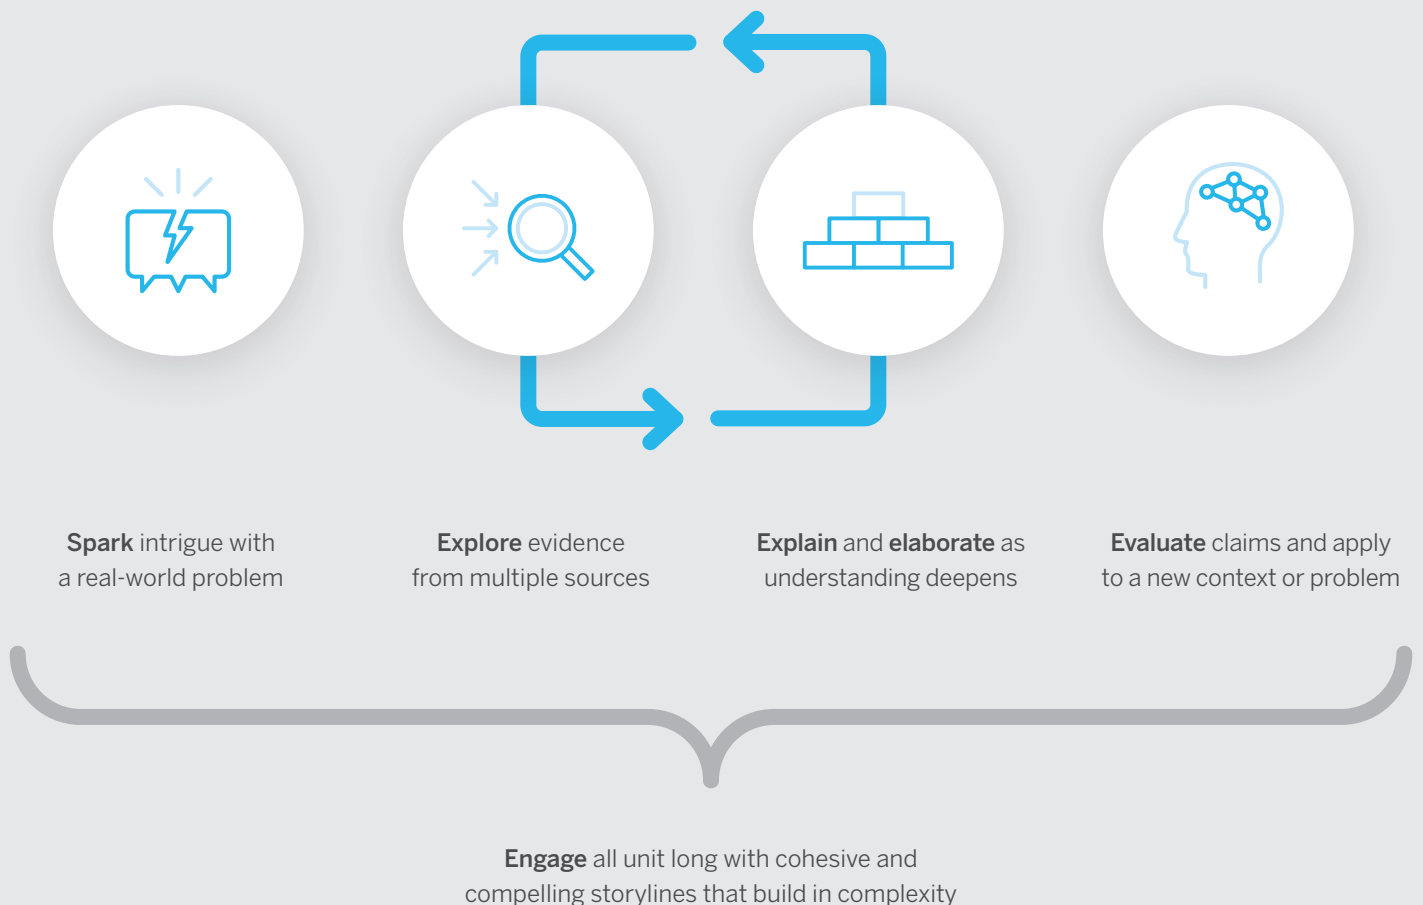 Spark intrigue with
a real-world problem
Explore evidence
from multiple sources
Explain and elaborate as
understanding deepens
Evaluate claims and apply
to a new context or problem
Engage all unit long with cohesive and
compelling storylines that build in complexity